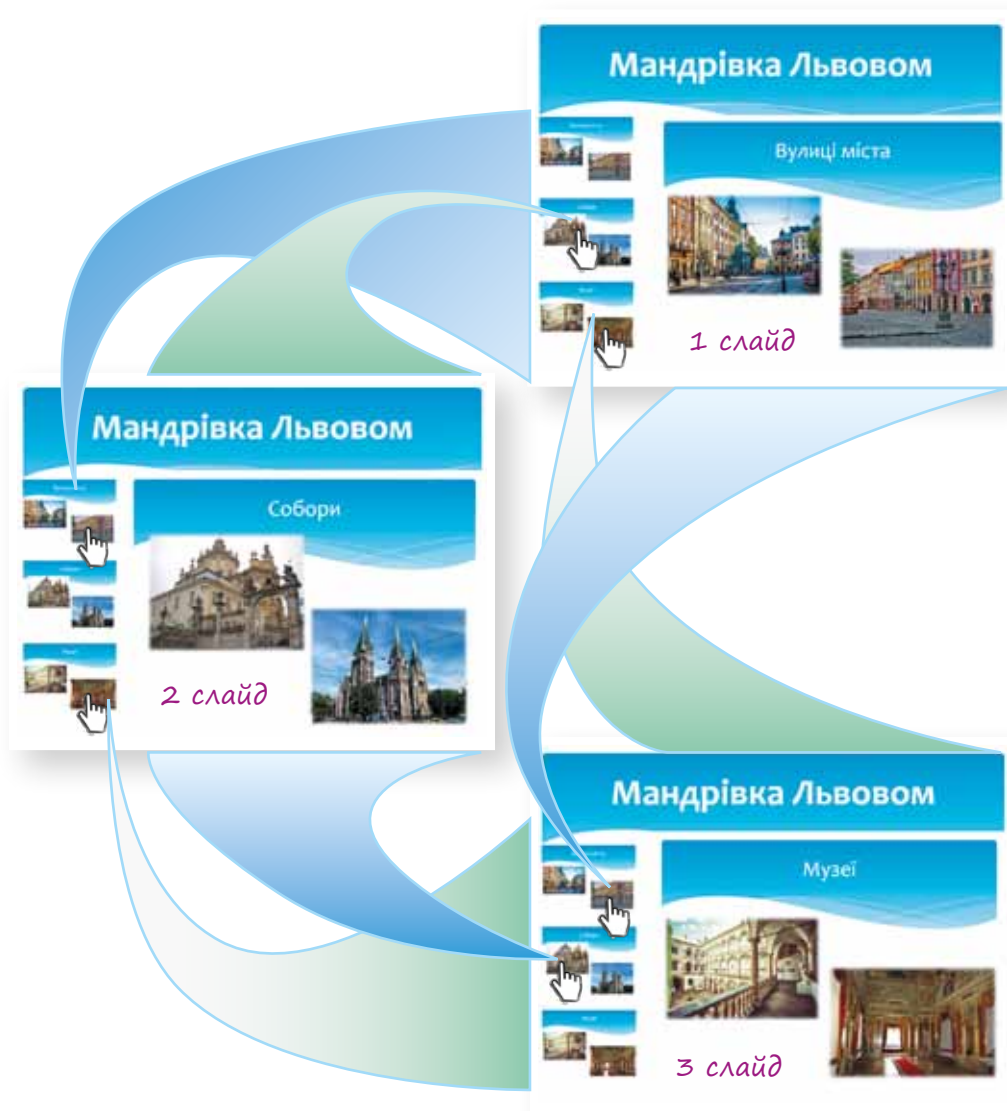 Мандрівка Львовом
Вулиці міста
1 слайд
Мандрівка Львовом
Собори
2 слайд
Мандрівка Львовом
Музеї
3 слайд